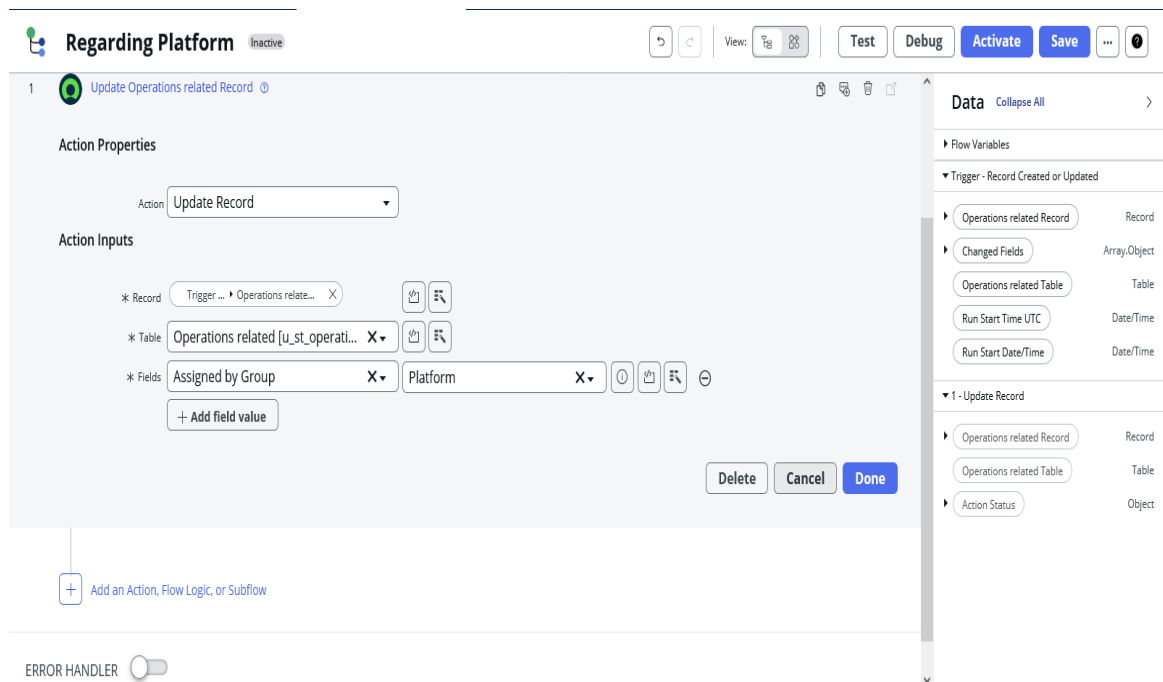 Regarding Platform Inactive View: Test Debug Activate Save ... ?
1 Update Operations related Record ?
Data Collapse All
Action Properties
Flow Variables
Trigger - Record Created or Updated
Action Update Record
Operations related Record Record
Action Inputs
Changed Fields Array.Object
Operations related Table Table
* Record Trigger ... Operations relate... X
Run Start Time UTC Date/Time
* Table Operations related [u_st_operati... X
Run Start Date/Time Date/Time
* Fields Assigned by Group X Platform X
1 - Update Record
+ Add field value
Operations related Record Record
Operations related Table Table
Delete Cancel Done
Action Status Object
+ Add an Action, Flow Logic, or Subflow
ERROR HANDLER